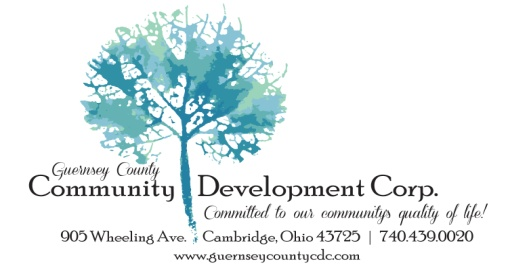 Guernsey County
Community Development Corp.
Committed to our community's quality of life!
905 Wheeling Ave. Cambridge, Ohio 43725 | 740.439.0020
www.guernseycountycdc.com